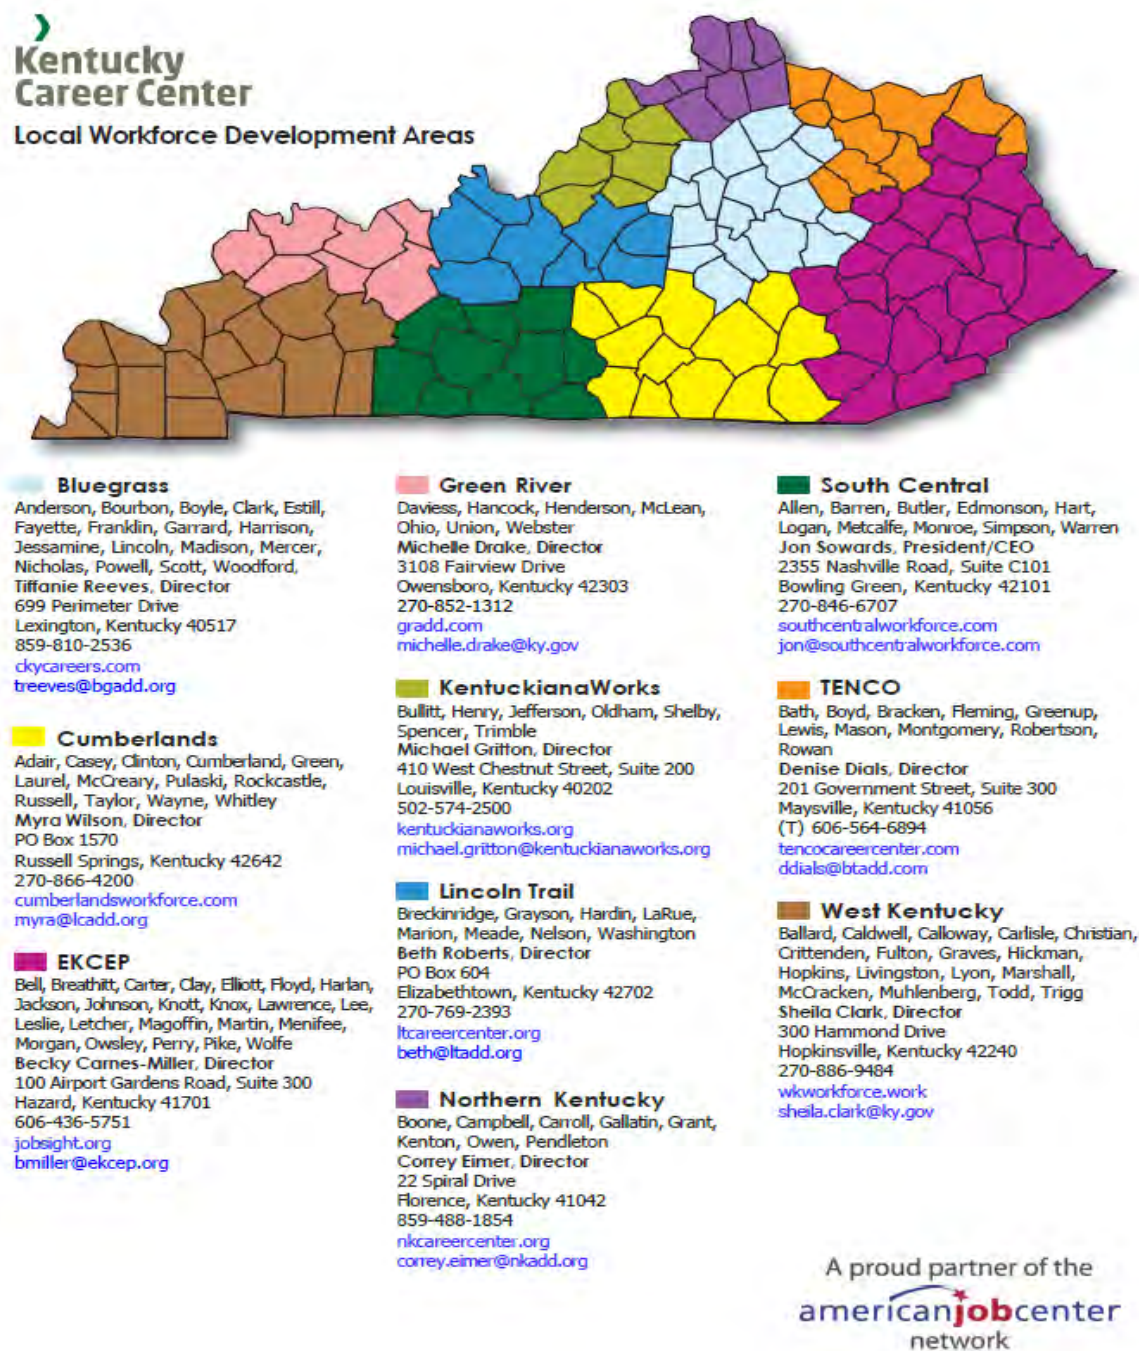 Kentucky
Career Center
Local Workforce Development Areas
Bluegrass
Anderson, Bourbon, Boyle, Clark, Estill,
Fayette, Franklin, Garrard, Harrison,
Jessamine, Lincoln, Madison, Mercer,
Nicholas, Powell, Scott, Woodford,
Tiffanie Reeves, Director
699 Perimeter Drive
Lexington, Kentucky 40517
859-810-2536
ckycareers.com
treeves@bgadd.org
Cumberlands
Adair, Casey, Clinton, Cumberland, Green,
Laurel, McCreary, Pulaski, Rockcastle,
Russell, Taylor, Wayne, Whitley
Myra Wilson, Director
PO Box 1570
Russell Springs, Kentucky 42642
270-866-4200
cumberlandsworkforce.com
myra@lcadd.org
EKCEP
Bell, Breathitt, Carter, Clay, Elliott, Floyd, Harlan,
Jackson, Johnson, Knott, Knox, Lawrence, Lee,
Leslie, Letcher, Magoffin, Martin, Menifee,
Morgan, Owsley, Perry, Pike, Wolfe
Becky Carnes-Miller, Director
100 Airport Gardens Road, Suite 300
Hazard, Kentucky 41701
606-436-5751
jobsight.org
bmiller@ekcep.org
Green River
Daviess, Hancock, Henderson, McLean,
Ohio, Union, Webster
Michelle Drake, Director
3108 Fairview Drive
Owensboro, Kentucky 42303
270-852-1312
gradd.com
michelle.drake@ky.gov
KentuckianaWorks
Bullitt, Henry, Jefferson, Oldham, Shelby,
Spencer, Trimble
Michael Gritton, Director
410 West Chestnut Street, Suite 200
Louisville, Kentucky 40202
502-574-2500
kentuckianaworks.org
michael.gritton@kentuckianaworks.org
Lincoln Trail
Breckinridge, Grayson, Hardin, LaRue,
Marion, Meade, Nelson, Washington
Beth Roberts, Director
PO Box 604
Elizabethtown, Kentucky 42702
270-769-2393
ltcareercenter.org
beth@ltadd.org
Northern Kentucky
Boone, Campbell, Carroll, Gallatin, Grant,
Kenton, Owen, Pendleton
Correy Eimer, Director
22 Spiral Drive
Florence, Kentucky 41042
859-488-1854
nkcareercenter.org
correy.eimer@nkadd.org
South Central
Allen, Barren, Butler, Edmonson, Hart,
Logan, Metcalfe, Monroe, Simpson, Warren
Jon Sowards, President/CEO
2355 Nashville Road, Suite C101
Bowling Green, Kentucky 42101
270-846-6707
southcentralworkforce.com
jon@southcentralworkforce.com
TENCO
Bath, Boyd, Bracken, Fleming, Greenup,
Lewis, Mason, Montgomery, Robertson,
Rowan
Denise Dials, Director
201 Government Street, Suite 300
Maysville, Kentucky 41056
(T) 606-564-6894
tencocareercenter.com
ddials@btadd.com
West Kentucky
Ballard, Caldwell, Calloway, Carlisle, Christian,
Crittenden, Fulton, Graves, Hickman,
Hopkins, Livingston, Lyon, Marshall,
McCracken, Muhlenberg, Todd, Trigg
Sheila Clark, Director
300 Hammond Drive
Hopkinsville, Kentucky 42240
270-886-9484
wkworkforce.work
sheila.clark@ky.gov
A proud partner of the
americanjobcenter
network